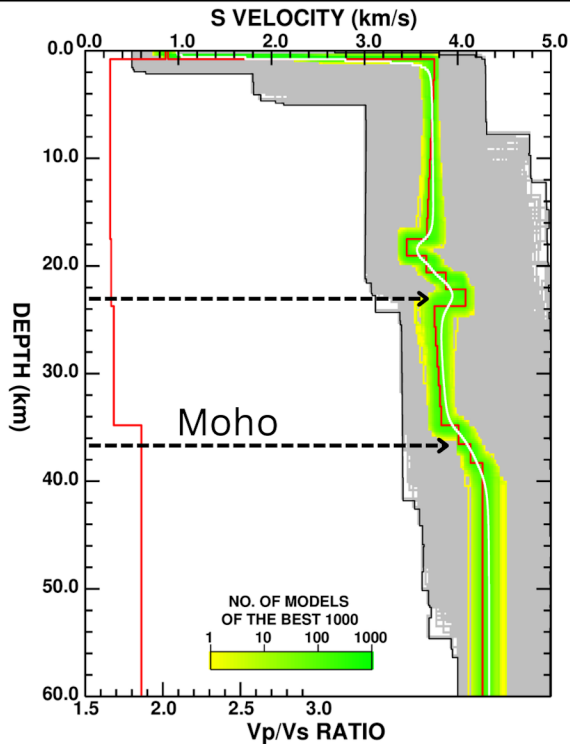 S VELOCITY (km/s)
0.0 1.0 2.0 3.0 4.0 5.0
0.0
10.0
20.0
30.0
40.0
50.0
60.0
DEPTH (km)
Moho
NO. OF MODELS
OF THE BEST 1000
1 10 100 1000
1.5 2.0 2.5 3.0
Vp/Vs RATIO